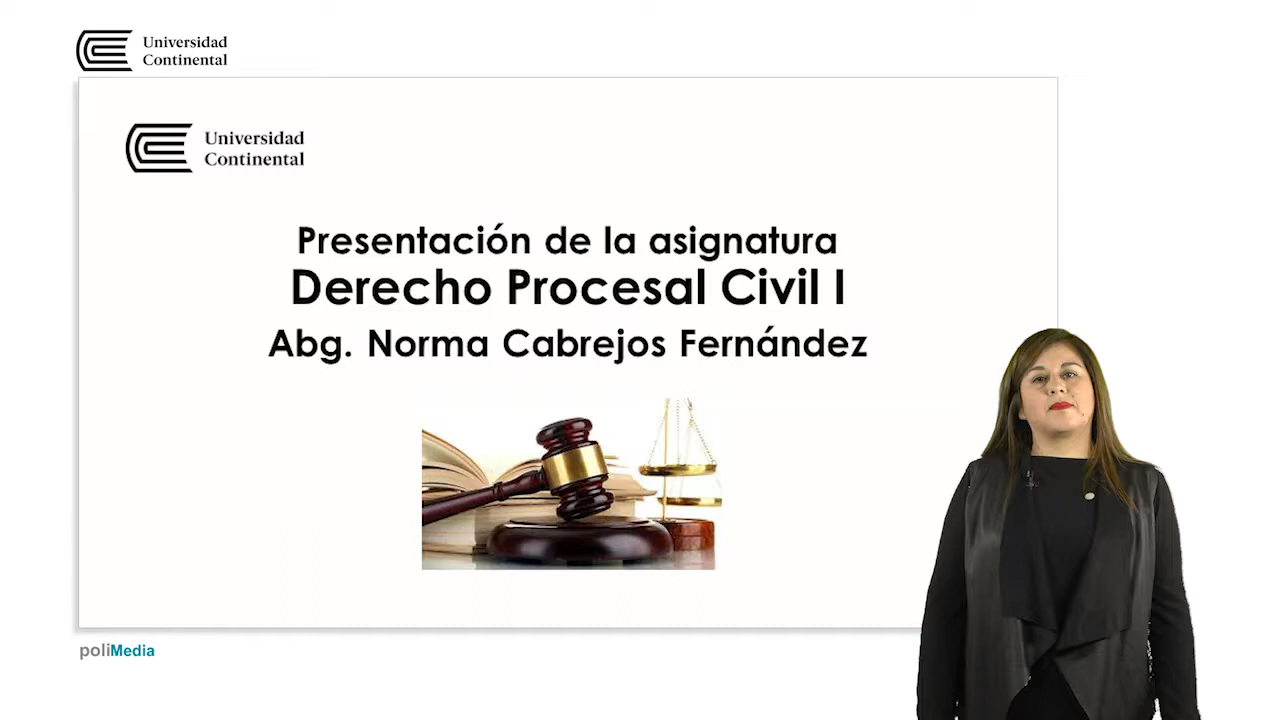 Universidad
Continental
Universidad
Continental
Presentación de la asignatura
Derecho Procesal Civil I
Abg. Norma Cabrejos Fernández
poliMedia